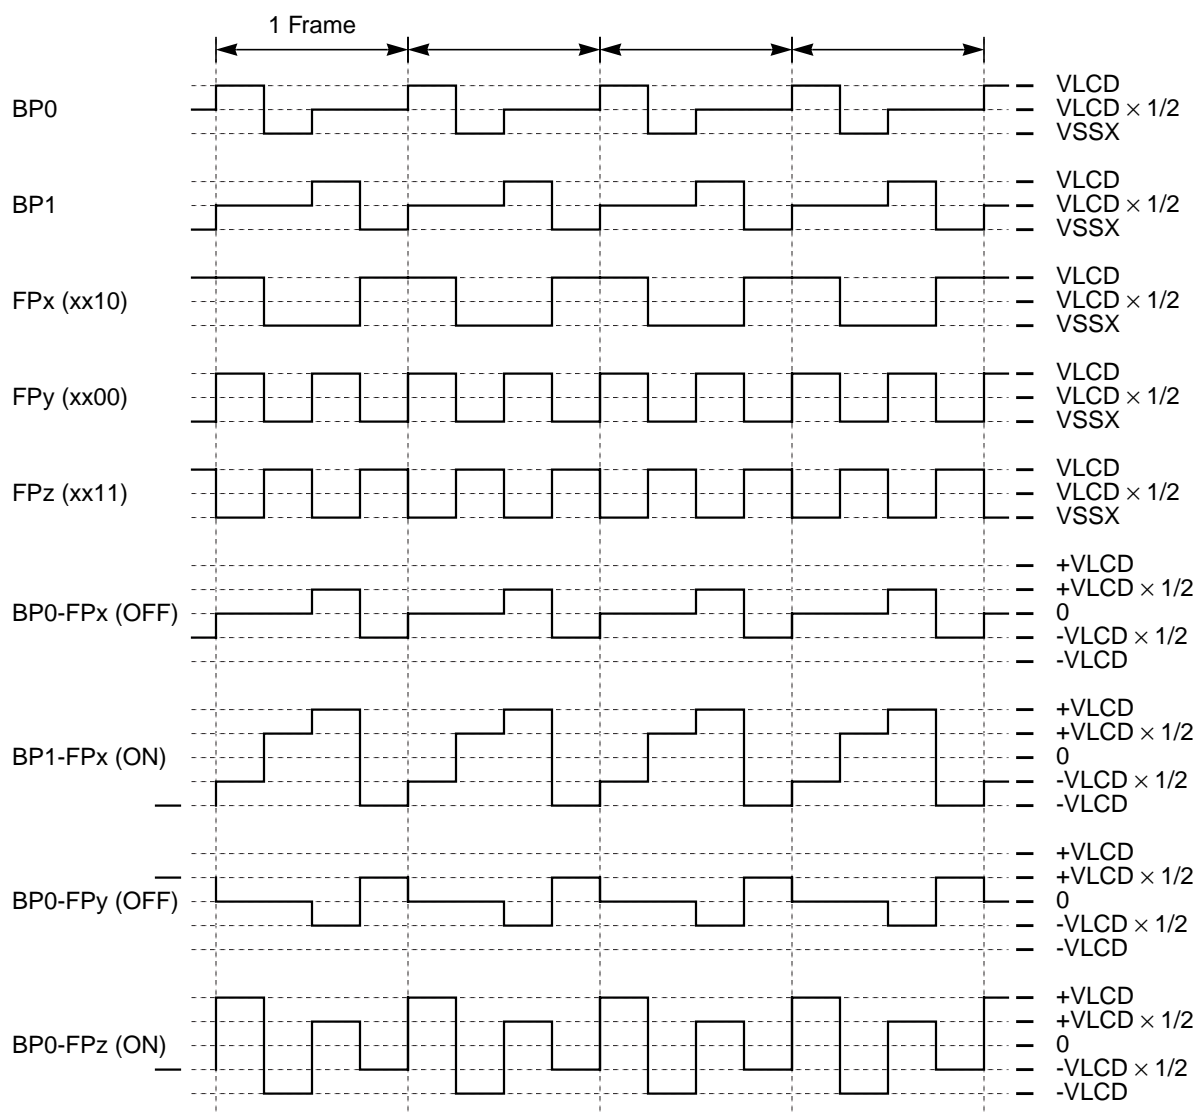 1 Frame
BP0
VLCD
VLCD × 1/2
VSSX
BP1
VLCD
VLCD × 1/2
VSSX
FPx (xx10)
VLCD
VLCD × 1/2
VSSX
FPy (xx00)
VLCD
VLCD × 1/2
VSSX
FPz (xx11)
VLCD
VLCD × 1/2
VSSX
BP0-FPx (OFF)
+VLCD
+VLCD × 1/2
0
-VLCD × 1/2
-VLCD
BP1-FPx (ON)
+VLCD
+VLCD × 1/2
0
-VLCD × 1/2
-VLCD
BP0-FPy (OFF)
+VLCD
+VLCD × 1/2
0
-VLCD × 1/2
-VLCD
BP0-FPz (ON)
+VLCD
+VLCD × 1/2
0
-VLCD × 1/2
-VLCD